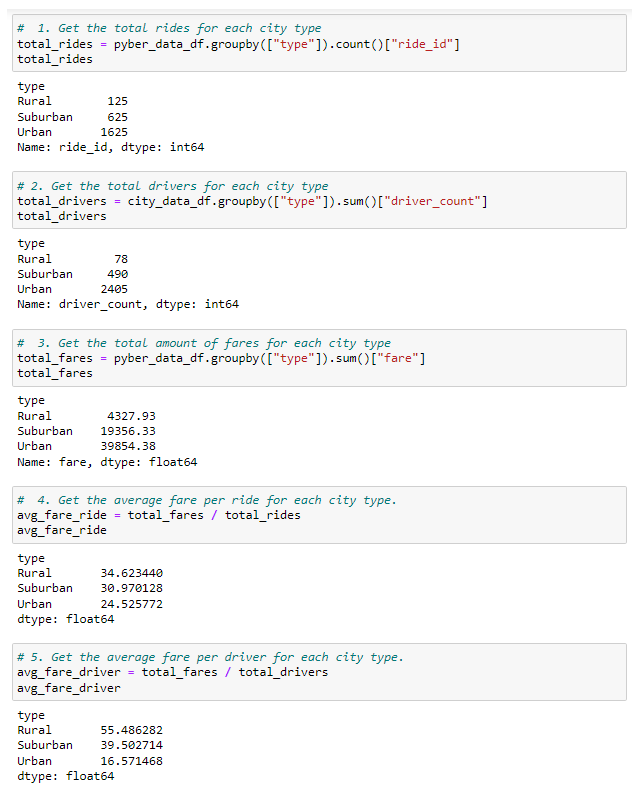 #  1. Get the total rides for each city type
total_rides = pyber_data_df.groupby(["type"]).count()["ride_id"]
total_rides
type
Rural        125
Suburban     625
Urban       1625
Name: ride_id, dtype: int64
# 2. Get the total drivers for each city type
total_drivers = city_data_df.groupby(["type"]).sum()["driver_count"]
total_drivers
type
Rural         78
Suburban     490
Urban       2405
Name: driver_count, dtype: int64
#  3. Get the total amount of fares for each city type
total_fares = pyber_data_df.groupby(["type"]).sum()["fare"]
total_fares
type
Rural        4327.93
Suburban    19356.33
Urban       39854.38
Name: fare, dtype: float64
#  4. Get the average fare per ride for each city type.
avg_fare_ride = total_fares / total_rides
avg_fare_ride
type
Rural       34.623440
Suburban    30.970128
Urban       24.525772
dtype: float64
# 5. Get the average fare per driver for each city type.
avg_fare_driver = total_fares / total_drivers
avg_fare_driver
type
Rural       55.486282
Suburban    39.502714
Urban       16.571468
dtype: float64